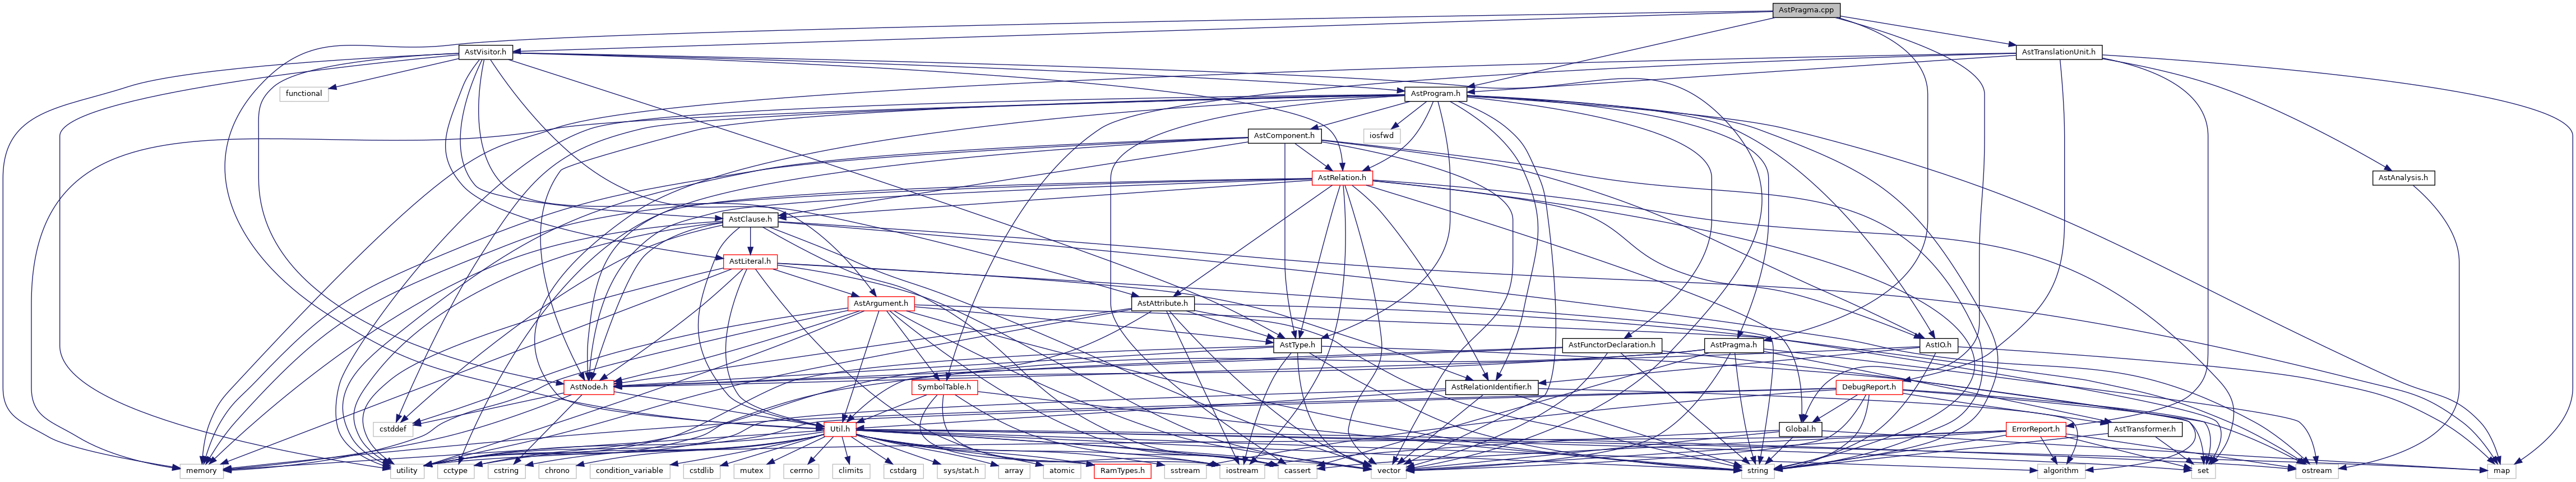 AstPragma.cpp
AstVisitor.h
AstTranslationUnit.h
functional
AstProgram.h
AstComponent.h
iosfwd
AstRelation.h
AstAnalysis.h
AstClause.h
AstLiteral.h
AstArgument.h
AstAttribute.h
AstType.h
AstFunctorDeclaration.h
AstPragma.h
AstIO.h
AstNode.h
SymbolTable.h
AstRelationIdentifier.h
DebugReport.h
cstddef
Util.h
Global.h
ErrorReport.h
AstTransformer.h
memory
utility
cctype
cstring
chrono
condition_variable
cstdlib
mutex
cerrno
climits
cstdarg
sys/stat.h
array
atomic
RamTypes.h
sstream
iostream
cassert
vector
string
algorithm
set
ostream
map